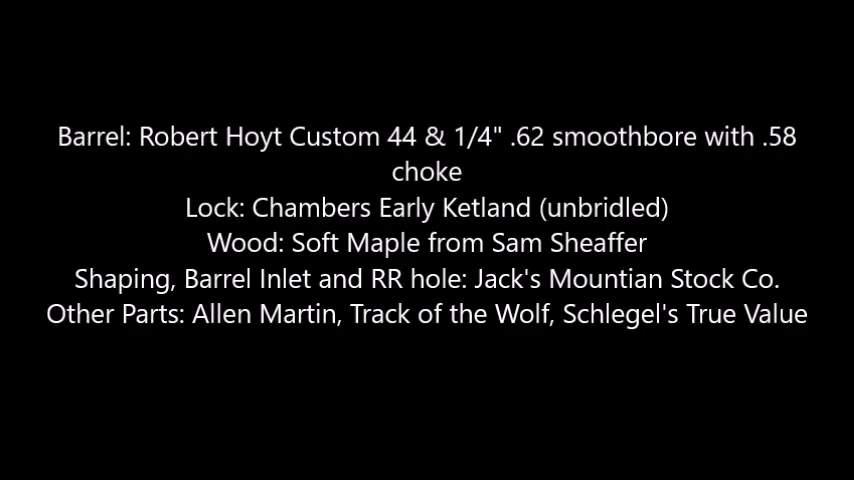 Barrel: Robert Hoyt Custom 44 & 1/4" .62 smoothbore with .58
choke
Lock: Chambers Early Ketland (unbridled)
Wood: Soft Maple from Sam Sheaffer
Shaping, Barrel Inlet and RR hole: Jack's Mountian Stock Co.
Other Parts: Allen Martin, Track of the Wolf, Schlegel's True Value